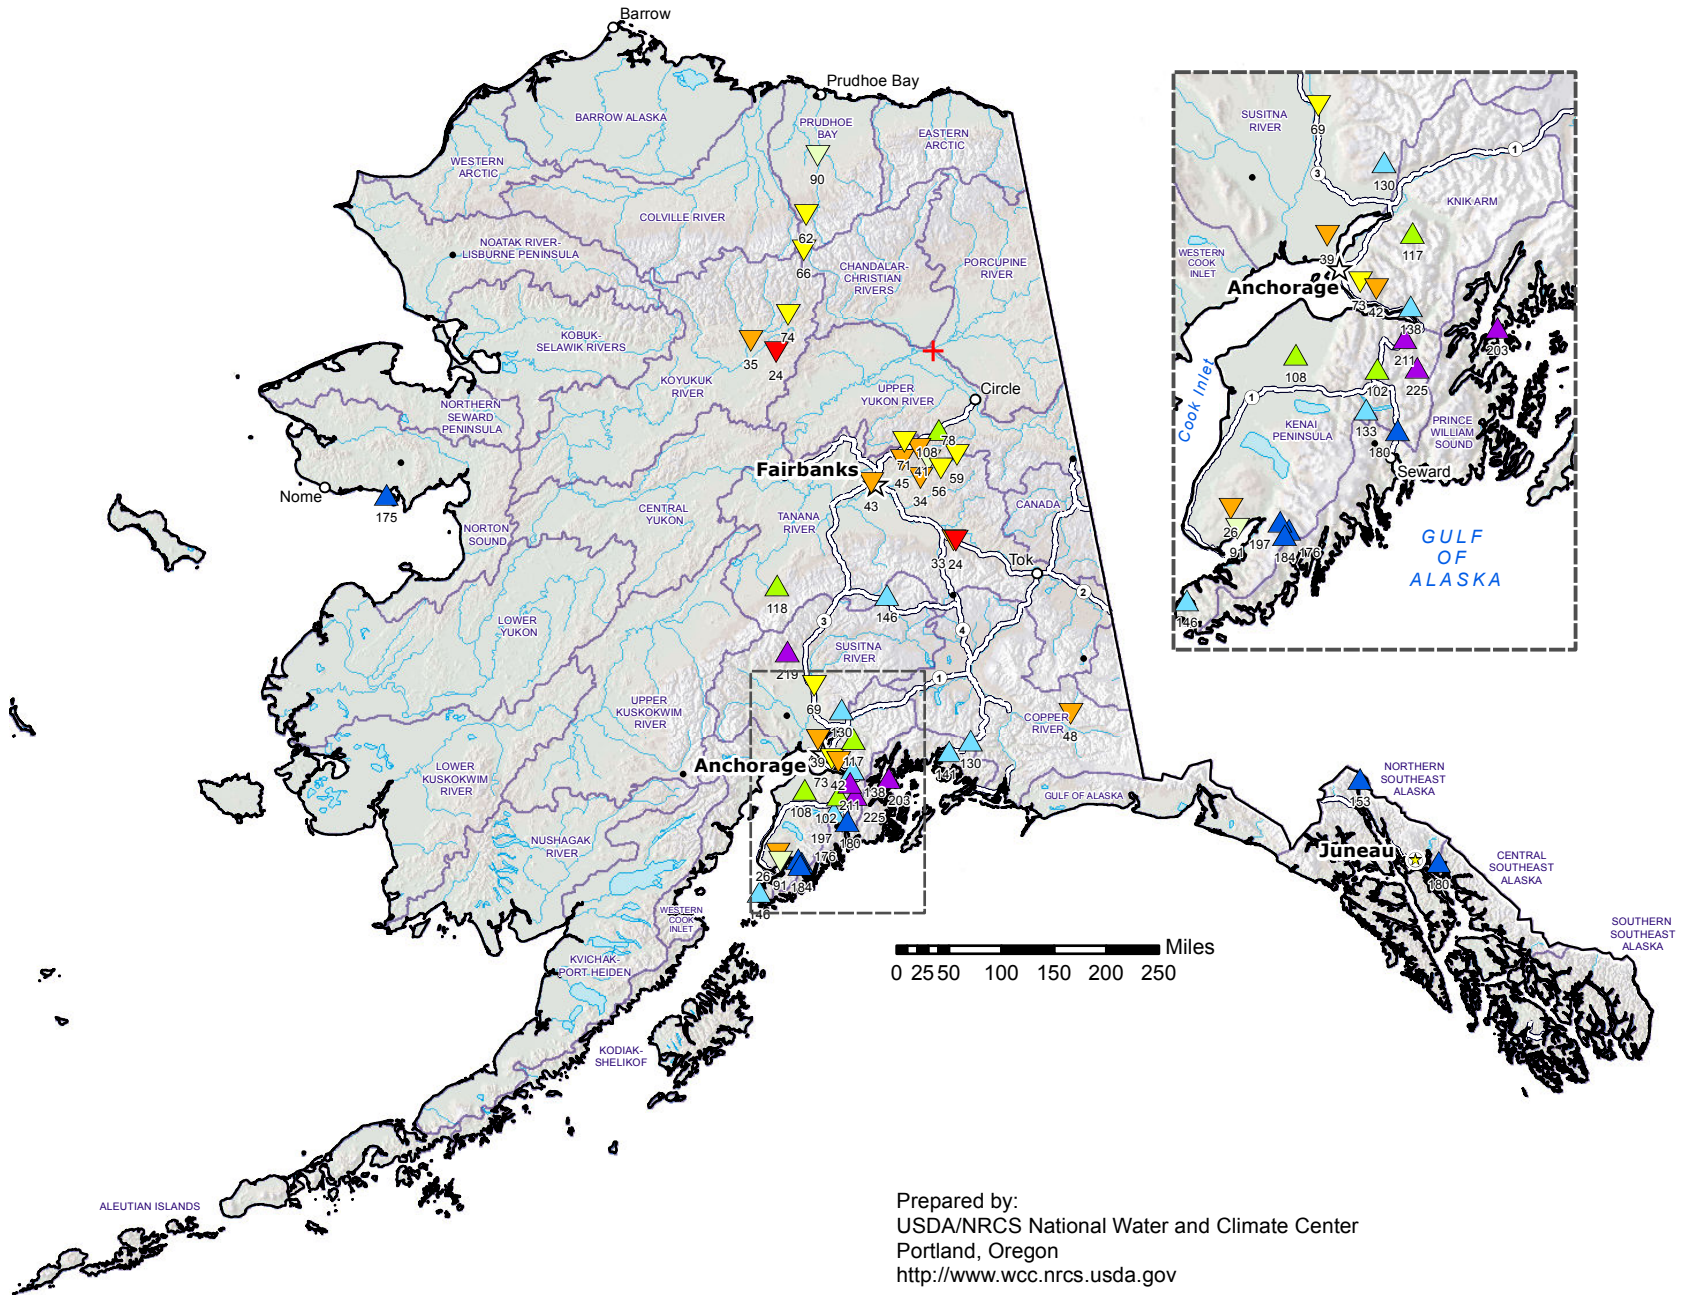 Barrow
Prudhoe Bay
BARROW ALASKA
PRUDHOE
BAY
EASTERN
ARCTIC
WESTERN
ARCTIC
90
COLVILLE RIVER
62
NOATAK RIVER-
LISBURNE PENINSULA
66
CHANDALAR-
CHRISTIAN
RIVERS
PORCUPINE
RIVER
KOBUK-
SELAWIK RIVERS
74
35
24
KOYUKUK
RIVER
UPPER
YUKON RIVER
Circle
NORTHERN
SEWARD
PENINSULA
78
108
71
41
59
Fairbanks
45
56
34
43
Nome
175
NORTON
SOUND
CENTRAL
YUKON
TANANA
RIVER
CANADA
33
24
Tok
2
118
146
3
4
LOWER
YUKON
SUSITNA
RIVER
219
1
69
UPPER
KUSKOKWIM
RIVER
COPPER
RIVER
48
130
117
39
Anchorage
141
130
73
42
138
203
LOWER
KUSKOKWIM
RIVER
108
211
102
225
GULF OF ALASKA
197
180
NUSHAGAK
RIVER
176
26
91
184
46
WESTERN
COOK
INLET
KVICHAK-
PORT HEIDEN
KODIAK-
SHELIKOF
ALEUTIAN ISLANDS
NORTHERN
SOUTHEAST
ALASKA
153
Juneau
180
CENTRAL
SOUTHEAST
ALASKA
SOUTHERN
SOUTHEAST
ALASKA
Miles
0 25 50 100 150 200 250
SUSITNA
RIVER
69
1
130
3
KNIK ARM
117
39
WESTERN
COOK
INLET
Anchorage
73
42
138
211
203
108
102
225
Cook Inlet
1
133
KENAI
PENINSULA
PRINCE
WILLIAM
SOUND
180
Seward
26
91
197
184
176
146
GULF
OF
ALASKA
Prepared by:
USDA/NRCS National Water and Climate Center
Portland, Oregon
http://www.wcc.nrcs.usda.gov